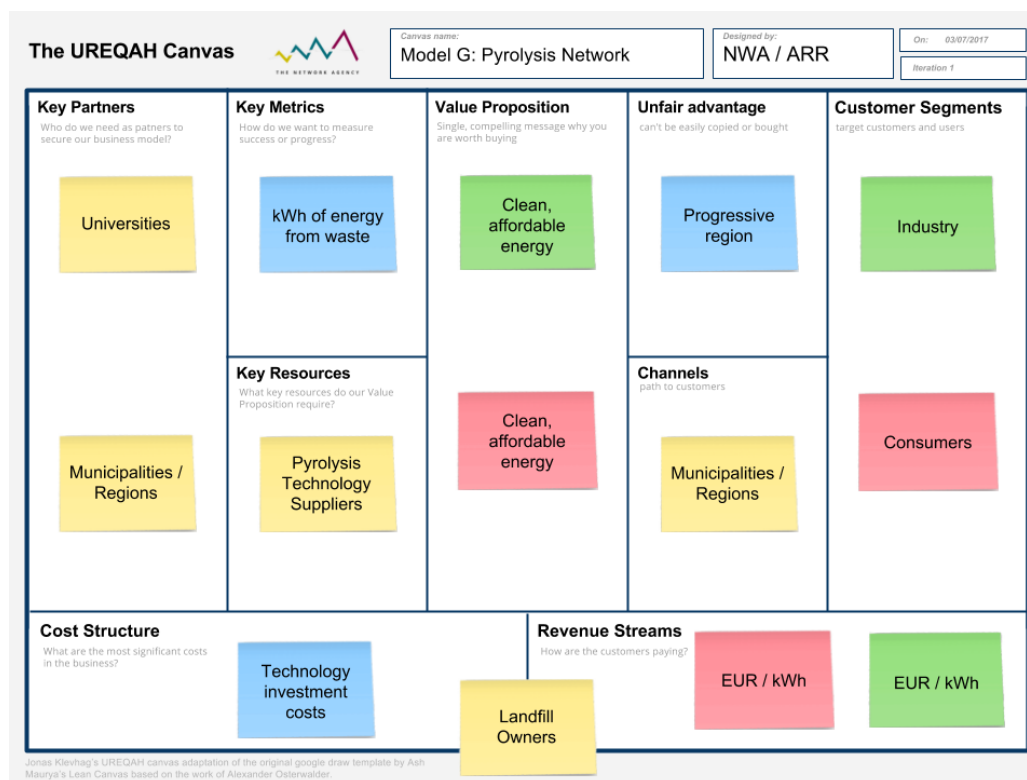 The UREQAH Canvas
THE NETWORK AGENCY
Canvas name:
Model G: Pyrolysis Network
Designed by:
NWA / ARR
On: 03/07/2017
Iteration 1
Key Partners
Who do we need as patners to
secure our business model?
Universities
Municipalities /
Regions
Key Metrics
How do we want to measure
success or progress?
kWh of energy
from waste
Key Resources
What key resources do our Value
Proposition require?
Pyrolysis
Technology
Suppliers
Value Proposition
Single, compelling message why you
are worth buying
Clean,
affordable
energy
Clean,
affordable
energy
Unfair advantage
can't be easily copied or bought
Progressive
region
Channels
path to customers
Municipalities /
Regions
Customer Segments
target customers and users
Industry
Consumers
Cost Structure
What are the most significant costs
in the business?
Technology
investment
costs
Landfill
Owners
Revenue Streams
How are the customers paying?
EUR / kWh
EUR / kWh
Jonas Klevhag's UREQAH canvas adaptation of the original google draw template by Ash
Maurya's Lean Canvas based on the work of Alexander Osterwalder.